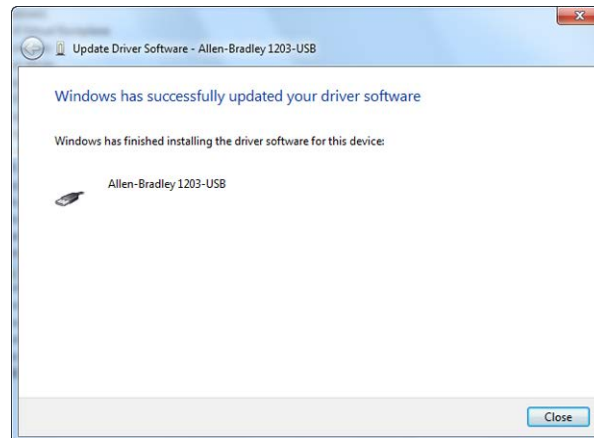 Update Driver Software - Allen-Bradley 1203-USB
Windows has successfully updated your driver software
Windows has finished installing the driver software for this device:
Allen-Bradley 1203-USB
Close